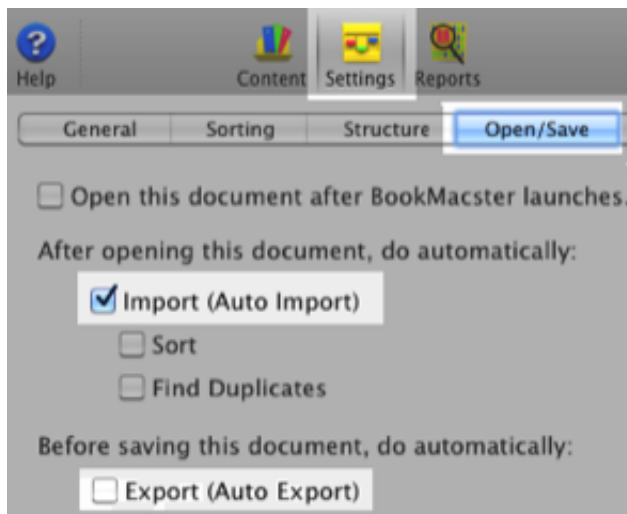 Help Content Settings Reports
General Sorting Structure Open/Save
Open this document after BookMacster launches.
After opening this document, do automatically:
Import (Auto Import)
Sort
Find Duplicates
Before saving this document, do automatically:
Export (Auto Export)